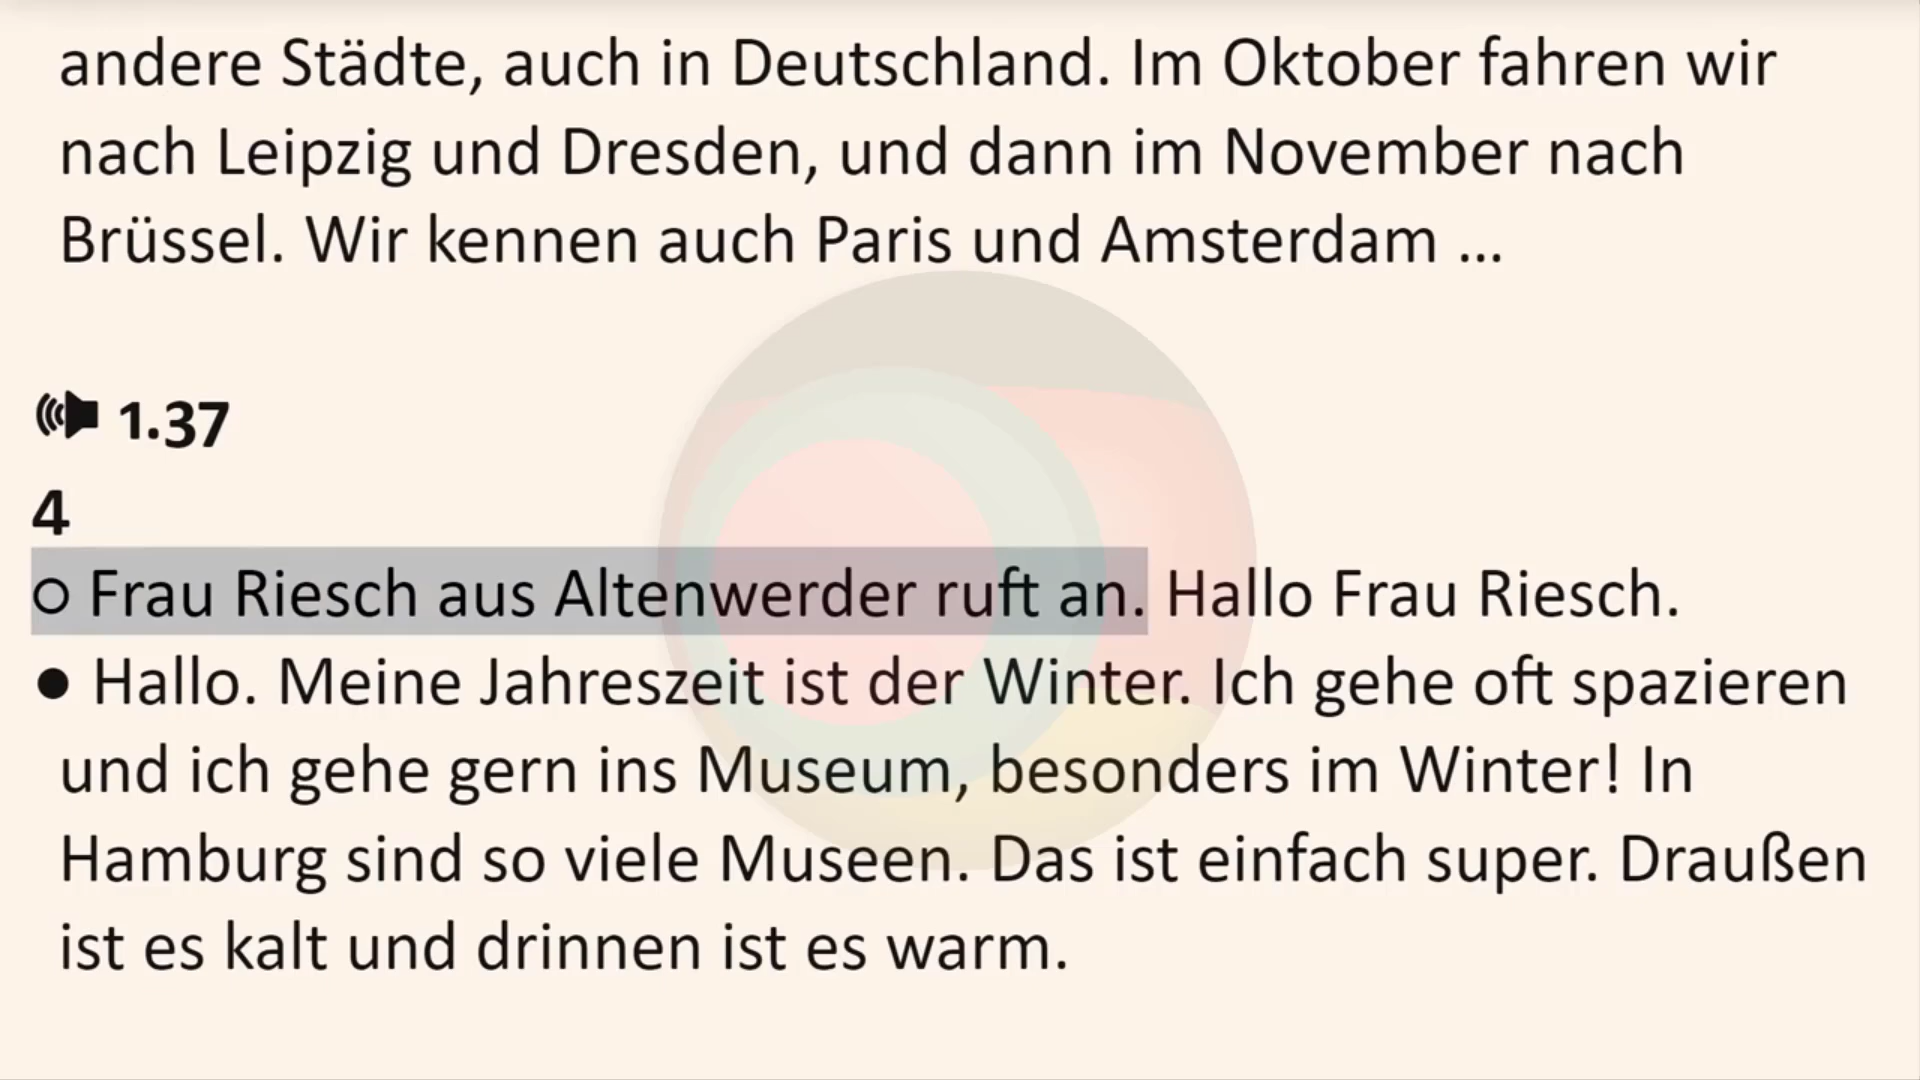 andere Städte, auch in Deutschland. Im Oktober fahren wir
nach Leipzig und Dresden, und dann im November nach
Brüssel. Wir kennen auch Paris und Amsterdam ...
1.37
4
○ Frau Riesch aus Altenwerder ruft an. Hallo Frau Riesch.
● Hallo. Meine Jahreszeit ist der Winter. Ich gehe oft spazieren
und ich gehe gern ins Museum, besonders im Winter! In
Hamburg sind so viele Museen. Das ist einfach super. Draußen
ist es kalt und drinnen ist es warm.